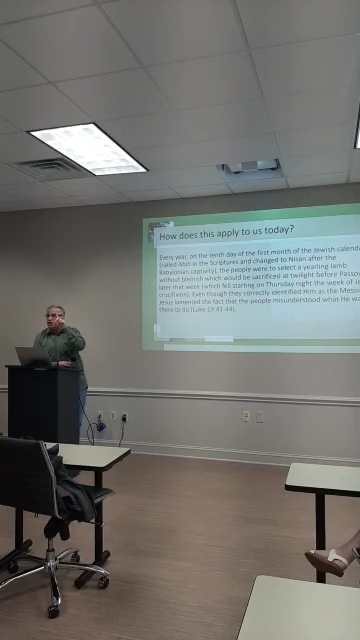 How does this apply to us today?
Every year, on the tenth day of the first month of the Jewish calenda
(called Abib in the Scriptures and changed to Nisan after the
Babylonian captivity), the people were to select a yearling lamb
without blemish which would be sacrificed at twilight before Passov
later that week (which fell starting on Thursday night the week of Je
crucifixion). Even though they correctly identified Him as the Messia
Jesus lamented the fact that the people misunderstood what He wa
there to do (Luke 19:41-44).